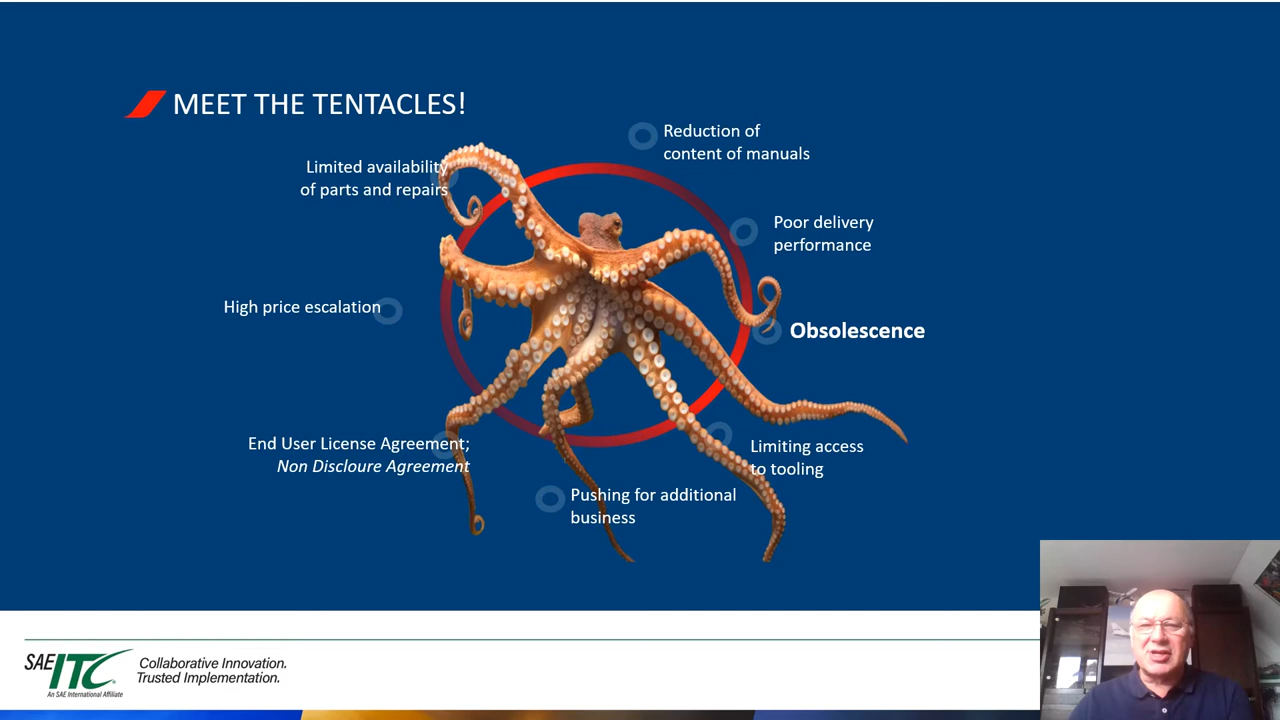 MEET THE TENTACLES!
Reduction of
content of manuals
Limited availability
of parts and repairs
Poor delivery
performance
High price escalation
Obsolescence
End User License Agreement;
Non Discloure Agreement
Limiting access
to tooling
Pushing for additional
business
SAE ITC
An SAE International Affiliate
Collaborative Innovation.
Trusted Implementation.